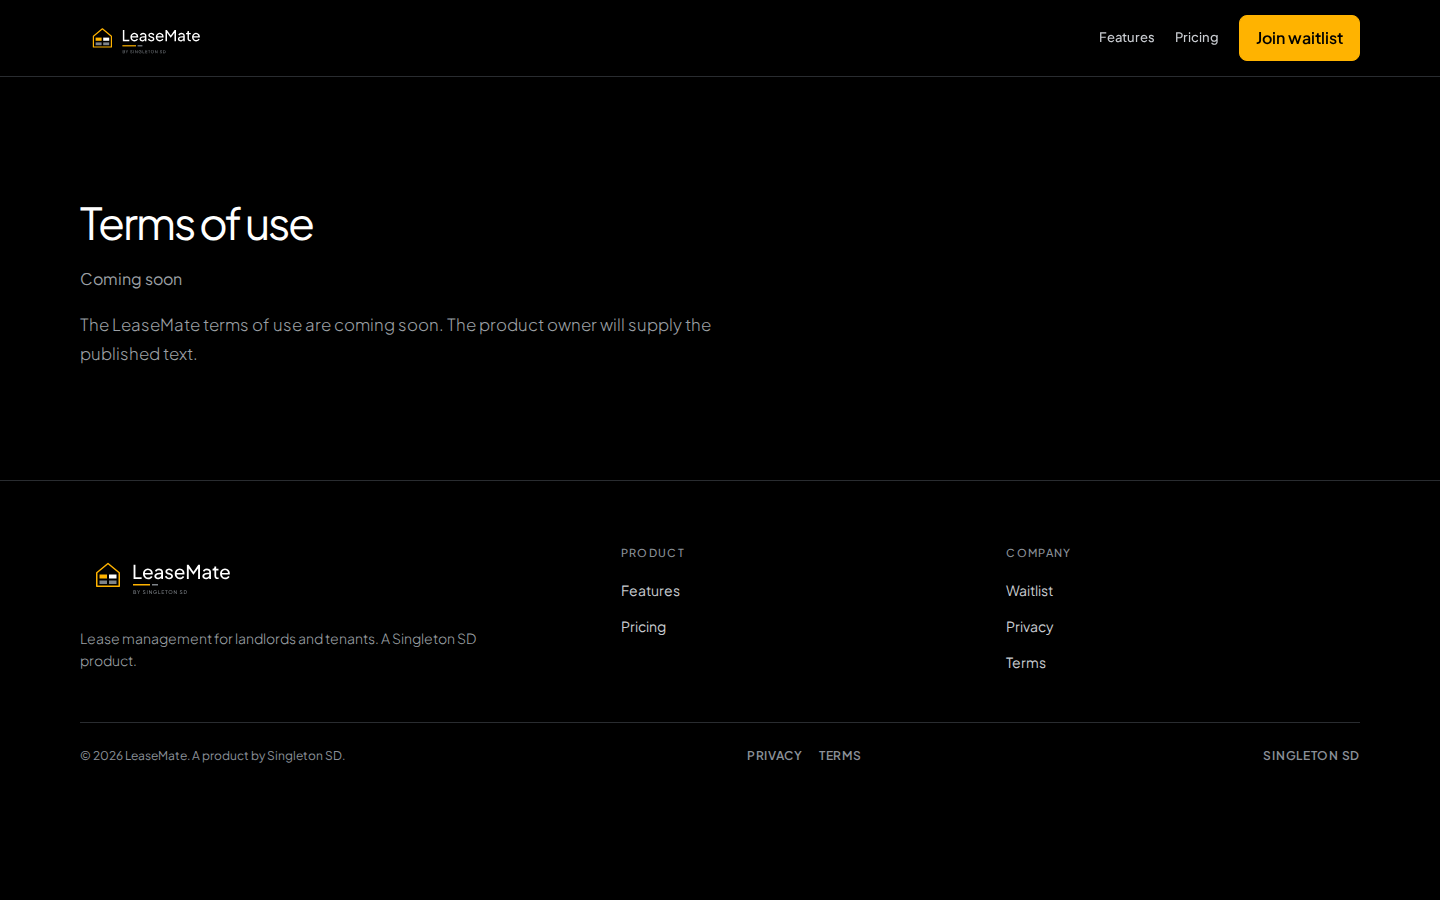 LeaseMate
BY SINGLETON SD
Features
Pricing
Join waitlist
Terms of use
Coming soon
The LeaseMate terms of use are coming soon. The product owner will supply the
published text.
LeaseMate
BY SINGLETON SD
Lease management for landlords and tenants. A Singleton SD
product.
PRODUCT
Features
Pricing
COMPANY
Waitlist
Privacy
Terms
© 2026 LeaseMate. A product by Singleton SD.
PRIVACY
TERMS
SINGLETON SD